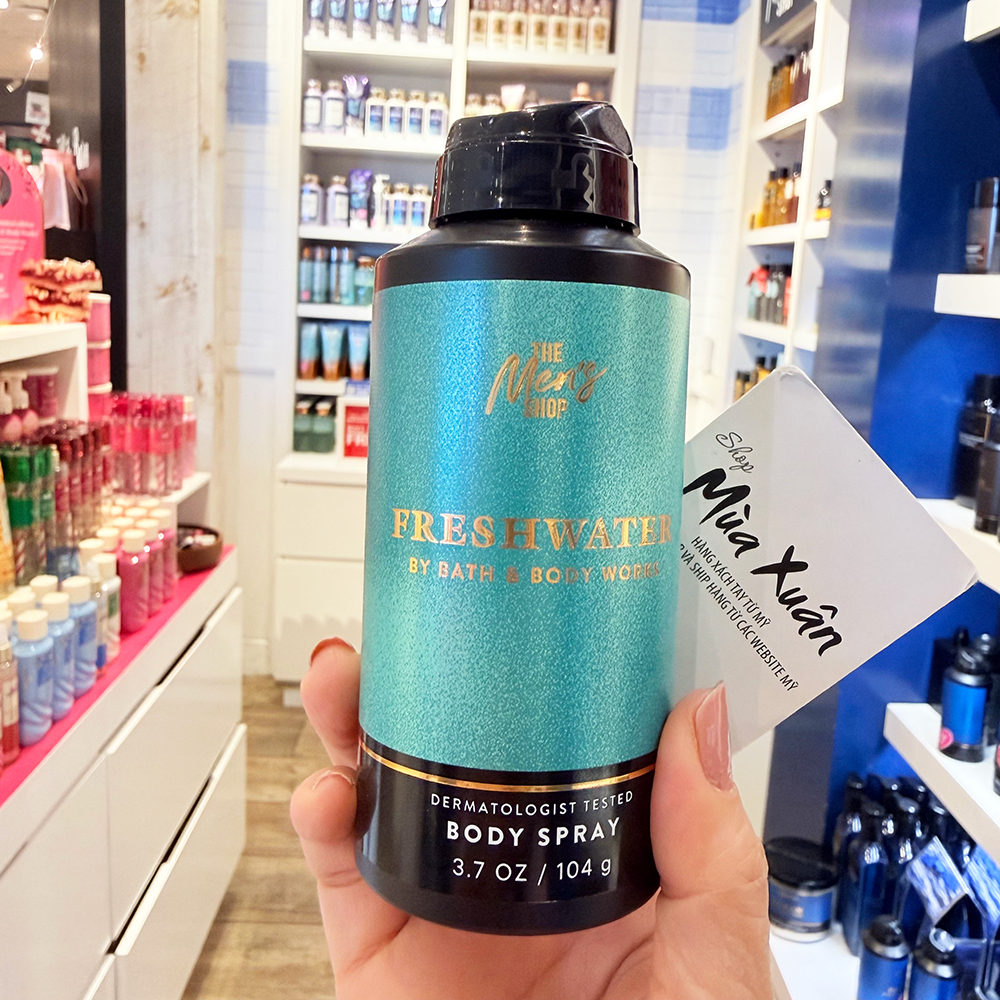 THE
Men's
SHOP
FRESHWATER
BY BATH & BODY WORKS
DERMATOLOGIST TESTED
BODY SPRAY
3.7 OZ / 104 g
Shop
Mùa Xuân
HÀNG XÁCH TAY TỪ MỸ
VÀ SHIP HÀNG TỪ CÁC WEBSITE MỸ